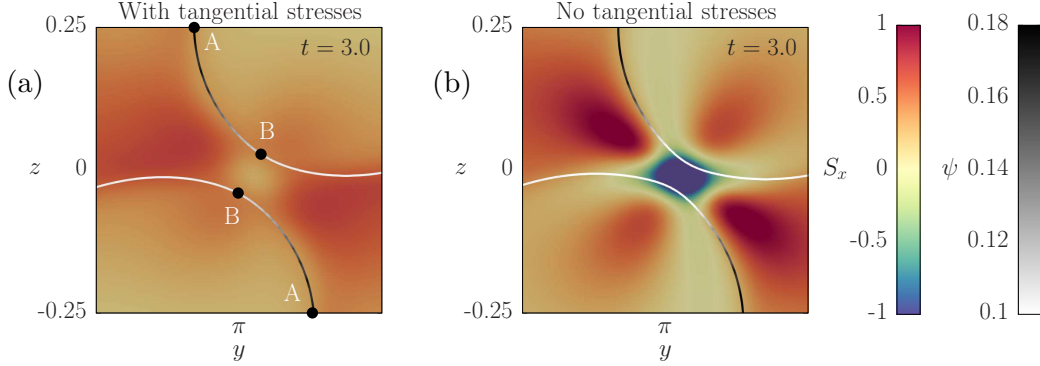 With tangential stresses
No tangential stresses
(a)
0.25
z
0
-0.25
A
t = 3.0
B
B
A
π
y
(b)
0.25
z
0
-0.25
t = 3.0
π
y
S_x
1
0.5
0
-0.5
-1
ψ
0.18
0.16
0.14
0.12
0.1